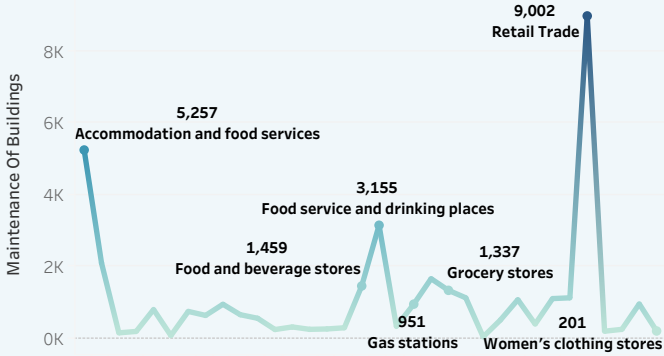 9,002
Retail Trade
8K
6K
5,257
Accommodation and food services
4K
3,155
Food service and drinking places
1,459
Food and beverage stores
1,337
Grocery stores
2K
951
Gas stations
201
Women's clothing stores
0K
Maintenance Of Buildings